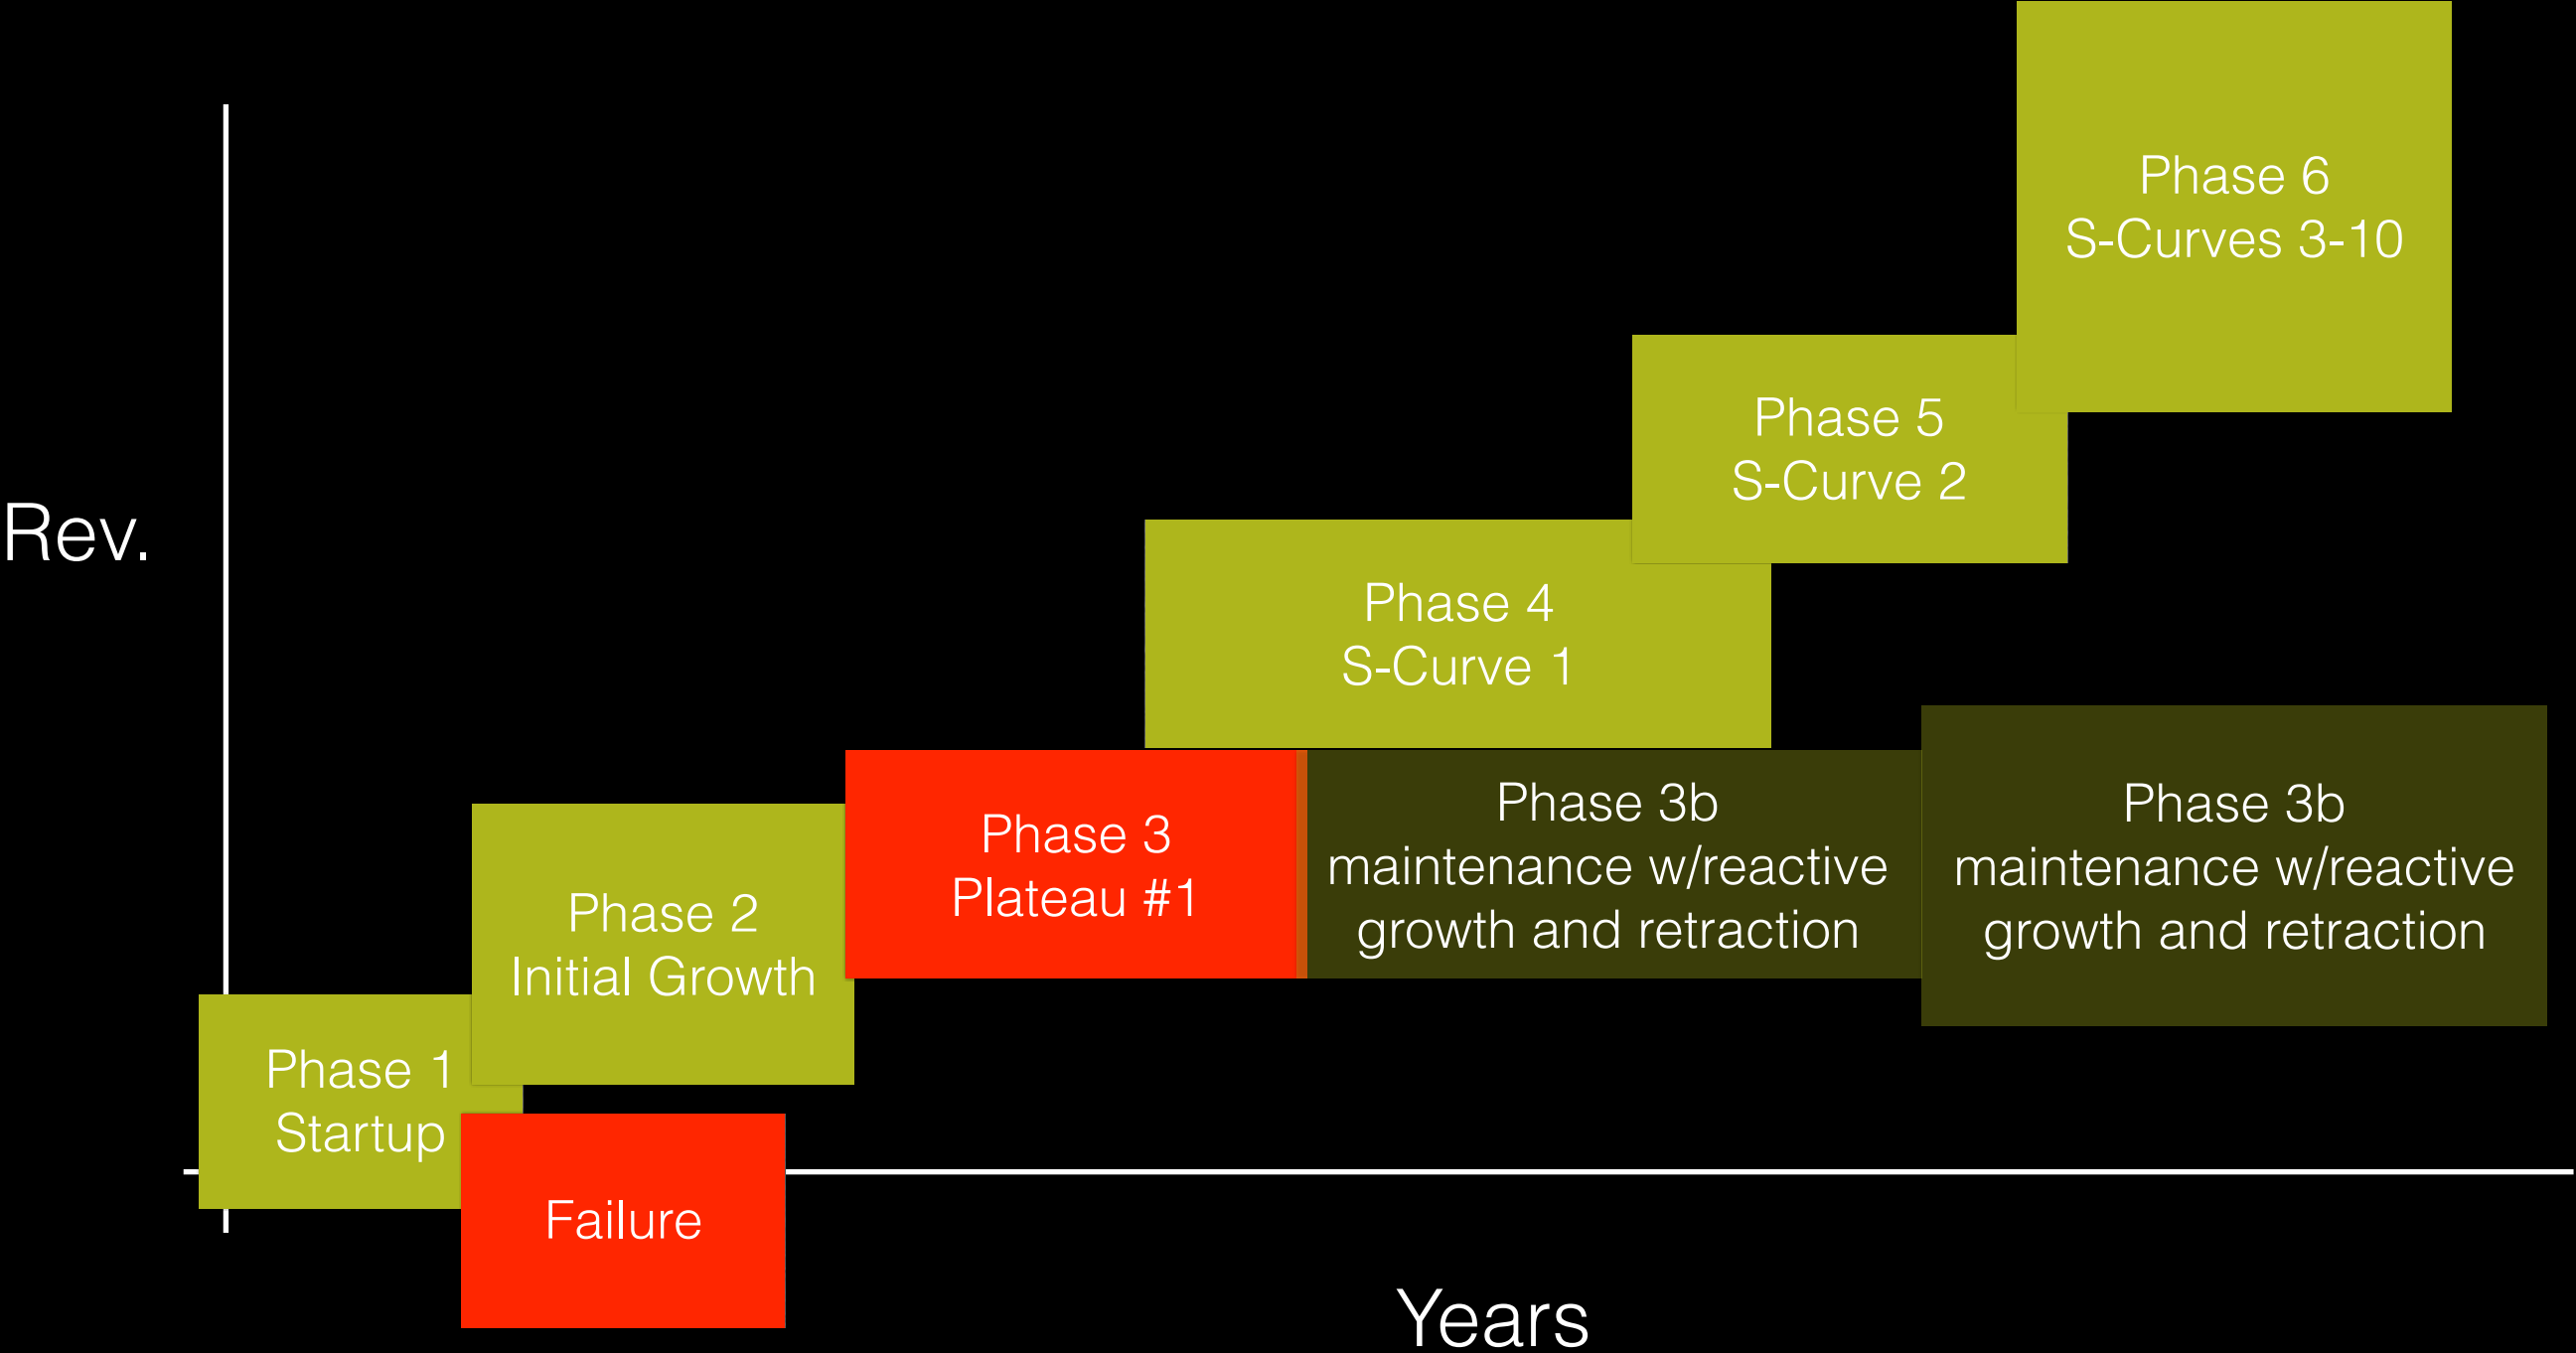 Phase 6
S-Curves 3-10
Phase 5
S-Curve 2
Rev.
Phase 4
S-Curve 1
Phase 3
Plateau #1
Phase 3b
maintenance w/reactive
growth and retraction
Phase 3b
maintenance w/reactive
growth and retraction
Phase 2
Initial Growth
Phase 1
Startup
Failure
Years